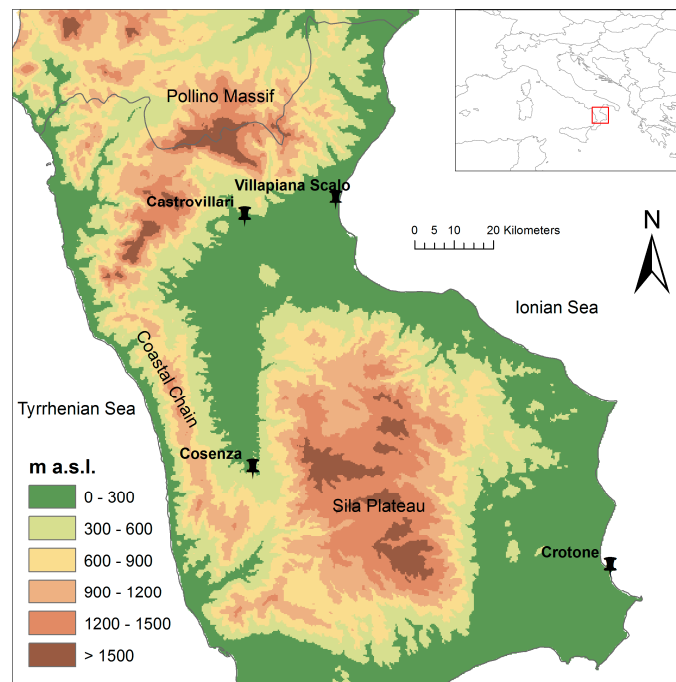 Pollino Massif
Villapiana Scalo
Castrovillari
0 5 10 20 Kilometers
N
Ionian Sea
Coastal Chain
Tyrrhenian Sea
Cosenza
Sila Plateau
Crotone
m a.s.l.
0 - 300
300 - 600
600 - 900
900 - 1200
1200 - 1500
> 1500